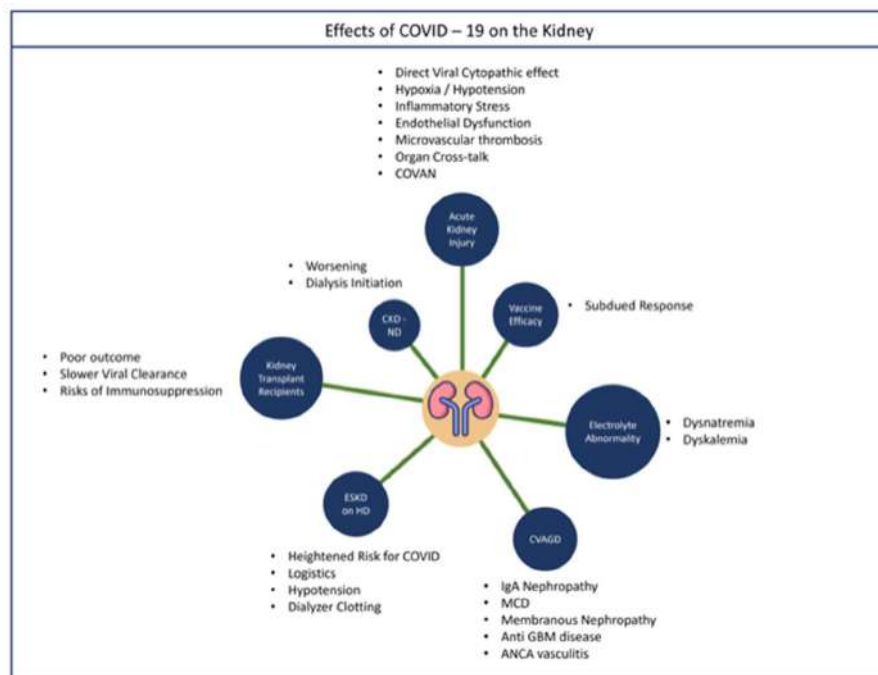 Effects of COVID – 19 on the Kidney
• Direct Viral Cytopathic effect
• Hypoxia / Hypotension
• Inflammatory Stress
• Endothelial Dysfunction
• Microvascular thrombosis
• Organ Cross-talk
• COVAN
Acute
Kidney
Injury
• Worsening
• Dialysis Initiation
CKD -
ND
Vaccine
Efficacy
• Subdued Response
• Poor outcome
• Slower Viral Clearance
• Risks of Immunosuppression
Kidney
Transplant
Recipients
Electrolyte
Abnormality
• Dysnatremia
• Dyskalemia
ESKD
on HD
• Heightened Risk for COVID
• Logistics
• Hypotension
• Dialyzer Clotting
CVAGD
• IgA Nephropathy
• MCD
• Membranous Nephropathy
• Anti GBM disease
• ANCA vasculitis